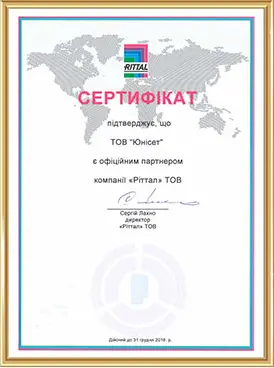 RITTAL
СЕРТИФІКАТ
підтверджує, що
ТОВ "Юнісет"
є офіційним партнером
компанії «Ріттал» ТОВ
Сергій Лахно
директор
«Ріттал» ТОВ
Дійсний до 31 грудня 2016 р.